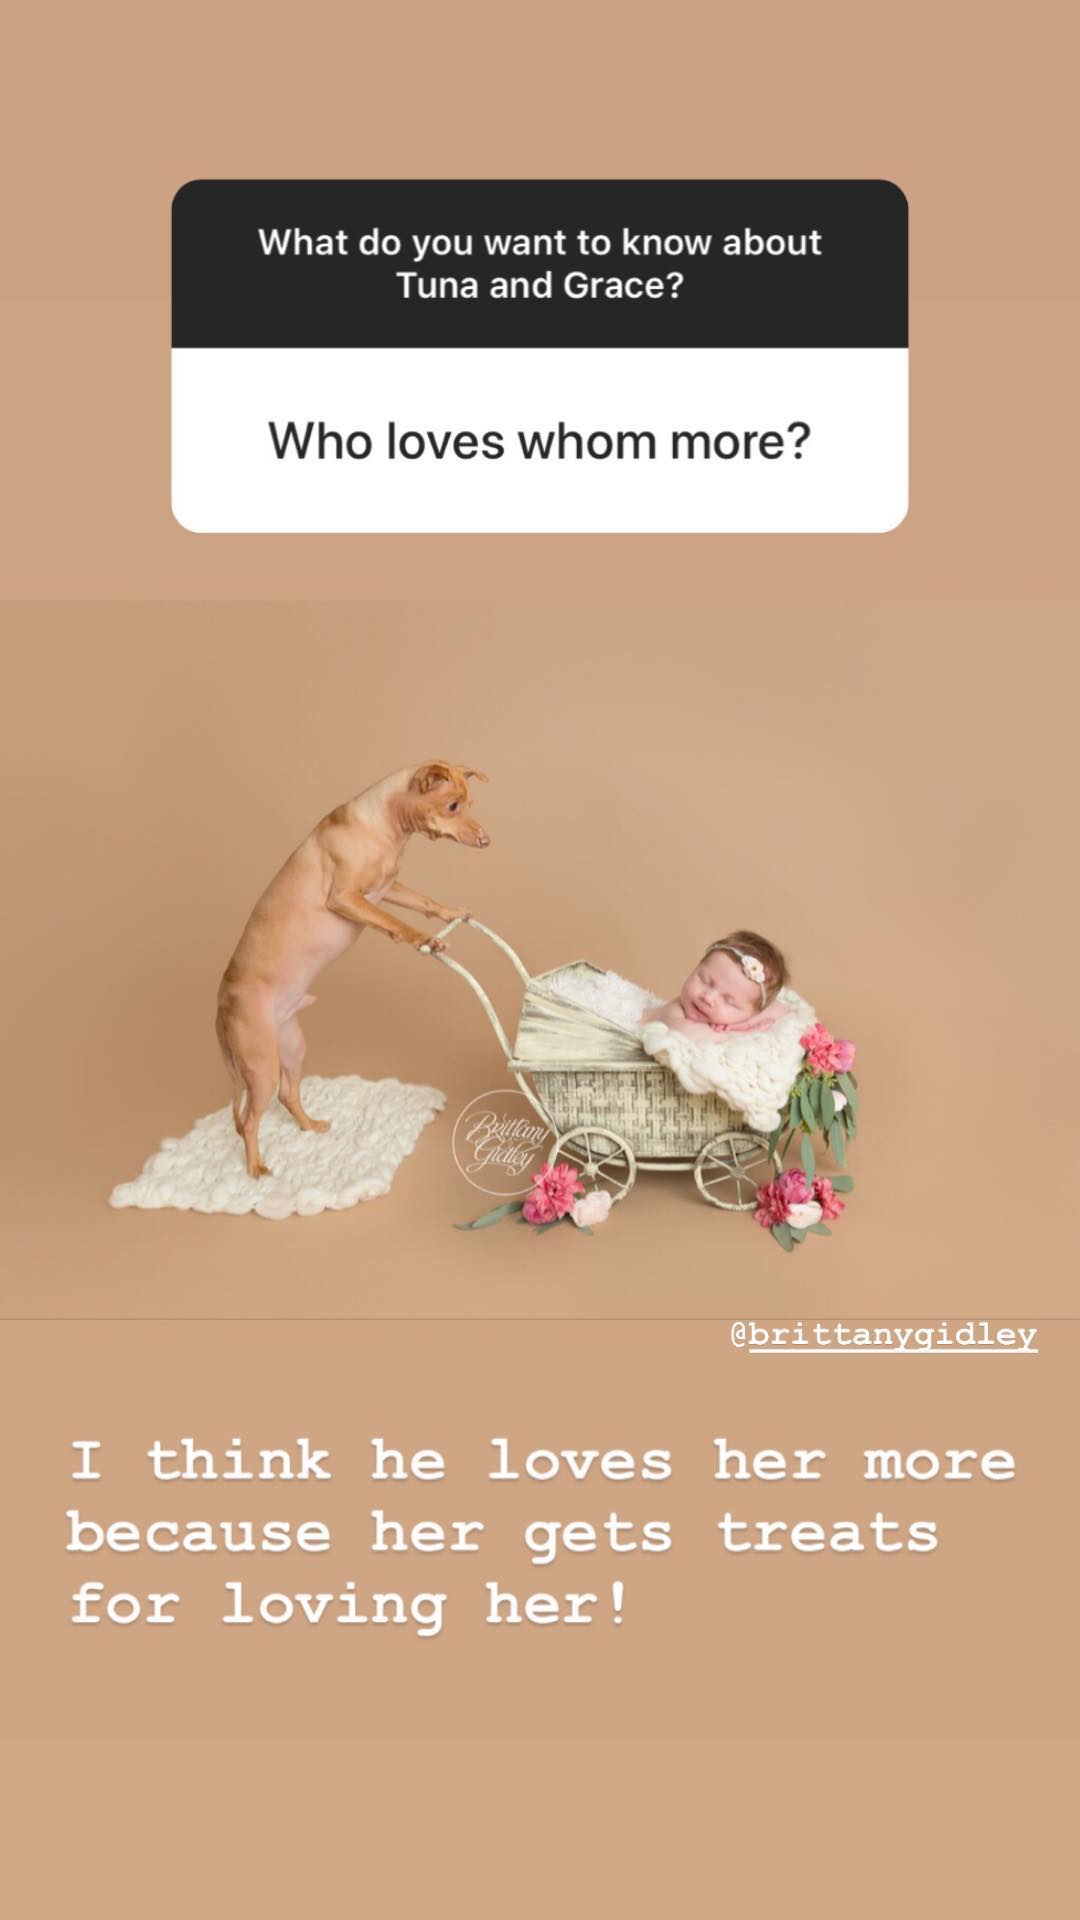 What do you want to know about
Tuna and Grace?
Who loves whom more?
Brittany
Gidley
@brittanygidley
I think he loves her more
because her gets treats
for loving her!